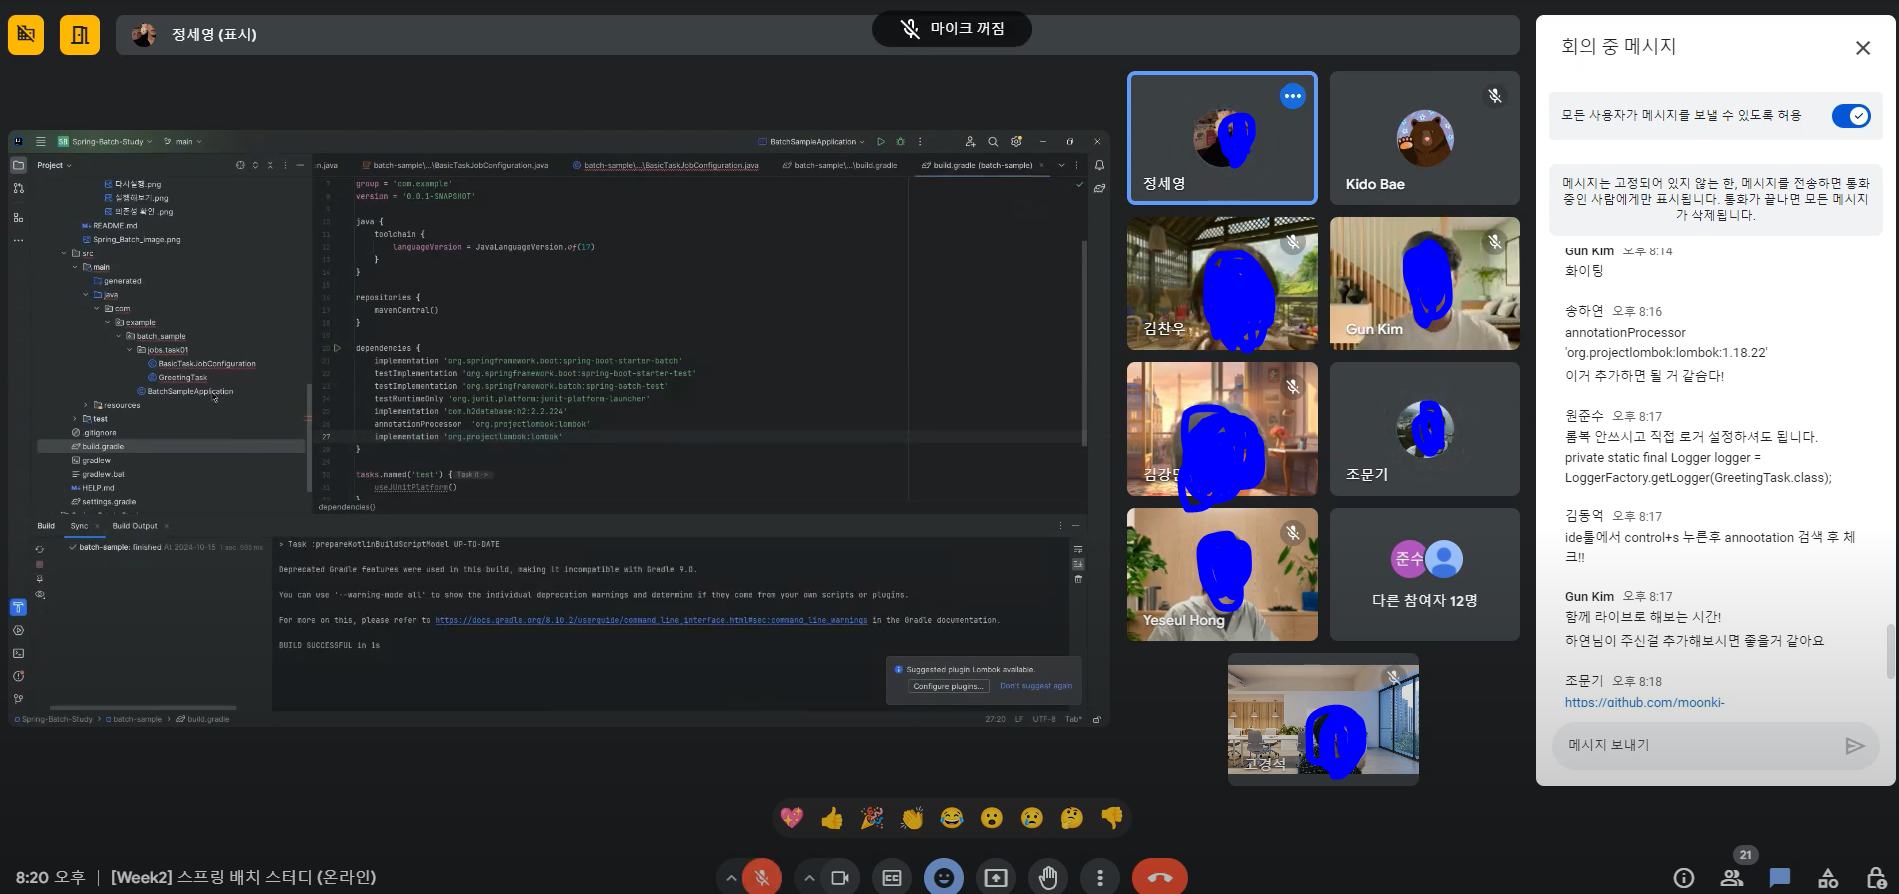 정세영 (표시)
마이크 꺼짐
Spring-Batch-Study
main
BatchSampleApplication
Project
n.java
batch-sample\...\BasicTaskJobConfiguration.java
batch-sample\...\BasicTaskJobConfiguration.java
batch-sample\...\build.gradle
build.gradle (batch-sample)
다시실행.png
실행해보기.png
의존성 확인 .png
README.md
Spring_Batch_image.png
src
main
generated
java
com
example
batch_sample
jobs.task01
BasicTaskJobConfiguration
GreetingTask
BatchSampleApplication
resources
test
.gitignore
build.gradle
gradlew
gradlew.bat
HELP.md
settings.gradle
group = 'com.example'
version = '0.0.1-SNAPSHOT'
java {
toolchain {
languageVersion = JavaLanguageVersion.of(17)
}
}
repositories {
mavenCentral()
}
dependencies {
implementation 'org.springframework.boot:spring-boot-starter-batch'
testImplementation 'org.springframework.boot:spring-boot-starter-test'
testImplementation 'org.springframework.batch:spring-batch-test'
testRuntimeOnly 'org.junit.platform:junit-platform-launcher'
implementation 'com.h2database:h2:2.2.224'
annotationProcessor 'org.projectlombok:lombok'
27 implementation 'org.projectlombok:lombok'
}
tasks.named('test') { Task it ->
useJUnitPlatform()
}
dependencies{}
Build
Sync
Build Output
batch-sample: finished At 2024-10-15
> Task :prepareKotlinBuildScriptModel UP-TO-DATE
Deprecated Gradle features were used in this build, making it incompatible with Gradle 9.0.
You can use '--warning-mode all' to show the individual deprecation warnings and determine if they come from your own scripts or plugins.
For more on this, please refer to https://docs.gradle.org/8.10.2/userguide/command_line_interface.html#sec:command_line_warnings in the Gradle documentation.
BUILD SUCCESSFUL in 1s
Suggested plugin Lombok available.
Configure plugins...
Don't suggest again
Spring-Batch-Study > batch-sample > build.gradle
27:20 LF UTF-8 Tab*
정세영
Kido Bae
김찬우
Gun Kim
조문기
Yeseul Hong
준수
다른 참여자 12명
고경석
회의 중 메시지
모든 사용자가 메시지를 보낼 수 있도록 허용
메시지는 고정되어 있지 않는 한, 메시지를 전송하면 통화
중인 사람에게만 표시됩니다. 통화가 끝나면 모든 메시지
가 삭제됩니다.
Gun Kim 오후 8:14
화이팅
송하연 오후 8:16
annotationProcessor
'org.projectlombok:lombok:1.18.22'
이거 추가하면 될 거 같슴다!
원준수 오후 8:17
롬복 안쓰시고 직접 로거 설정하셔도 됩니다.
private static final Logger logger =
LoggerFactory.getLogger(GreetingTask.class);
김동억 오후 8:17
ide툴에서 control+s 누른후 annootation 검색 후 체
크!!
Gun Kim 오후 8:17
함께 라이브로 해보는 시간!
하연님이 주신걸 추가해보시면 좋을거 같아요
조문기 오후 8:18
https://github.com/moonki-
메시지 보내기
8:20 오후 | [Week2] 스프링 배치 스터디 (온라인)
21